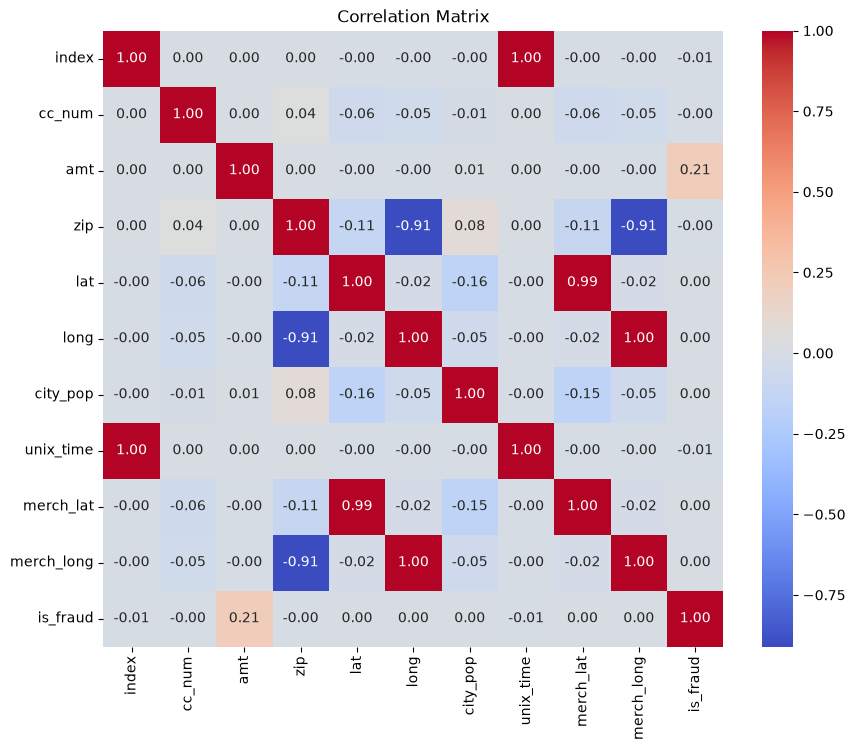 Correlation Matrix
index 1.00 0.00 0.00 0.00 -0.00 -0.00 -0.00 1.00 -0.00 -0.00 -0.01
cc_num 0.00 1.00 0.00 0.04 -0.06 -0.05 -0.01 0.00 -0.06 -0.05 -0.00
amt 0.00 0.00 1.00 0.00 -0.00 -0.00 0.01 0.00 -0.00 -0.00 0.21
zip 0.00 0.04 0.00 1.00 -0.11 -0.91 0.08 0.00 -0.11 -0.91 -0.00
lat -0.00 -0.06 -0.00 -0.11 1.00 -0.02 -0.16 -0.00 0.99 -0.02 0.00
long -0.00 -0.05 -0.00 -0.91 -0.02 1.00 -0.05 -0.00 -0.02 1.00 0.00
city_pop -0.00 -0.01 0.01 0.08 -0.16 -0.05 1.00 -0.00 -0.15 -0.05 0.00
unix_time 1.00 0.00 0.00 0.00 -0.00 -0.00 -0.00 1.00 -0.00 -0.00 -0.01
merch_lat -0.00 -0.06 -0.00 -0.11 0.99 -0.02 -0.15 -0.00 1.00 -0.02 0.00
merch_long -0.00 -0.05 -0.00 -0.91 -0.02 1.00 -0.05 -0.00 -0.02 1.00 0.00
is_fraud -0.01 -0.00 0.21 -0.00 0.00 0.00 0.00 -0.01 0.00 0.00 1.00
index cc_num amt zip lat long city_pop unix_time merch_lat merch_long is_fraud
1.00
0.75
0.50
0.25
0.00
−0.25
−0.50
−0.75